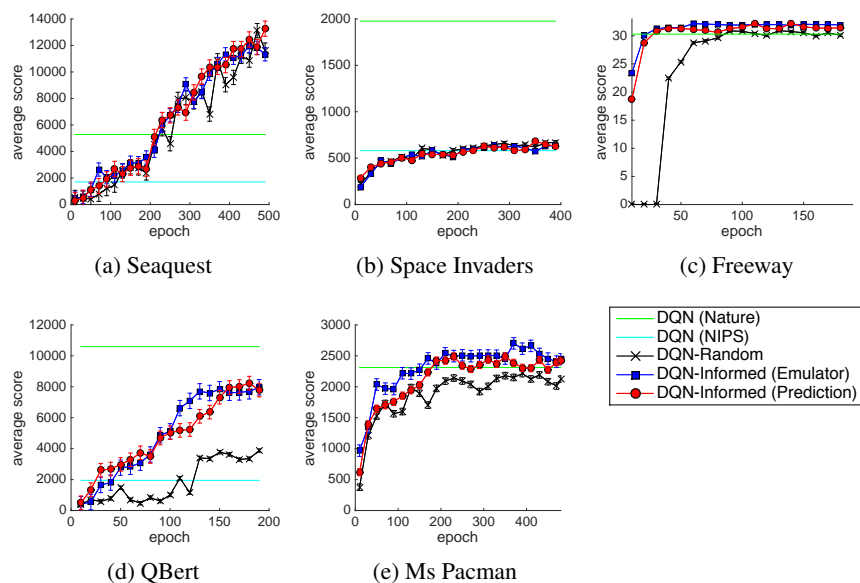 14000
12000
10000
8000
6000
4000
2000
0
average score
0 100 200 300 400 500
epoch
(a) Seaquest
2000
1500
1000
500
0
average score
0 100 200 300 400
epoch
(b) Space Invaders
30
25
20
15
10
5
0
average score
50 100 150
epoch
(c) Freeway
12000
10000
8000
6000
4000
2000
0
average score
0 50 100 150 200
epoch
(d) QBert
3000
2500
2000
1500
1000
500
0
average score
0 100 200 300 400
epoch
(e) Ms Pacman
DQN (Nature)
DQN (NIPS)
DQN-Random
DQN-Informed (Emulator)
DQN-Informed (Prediction)